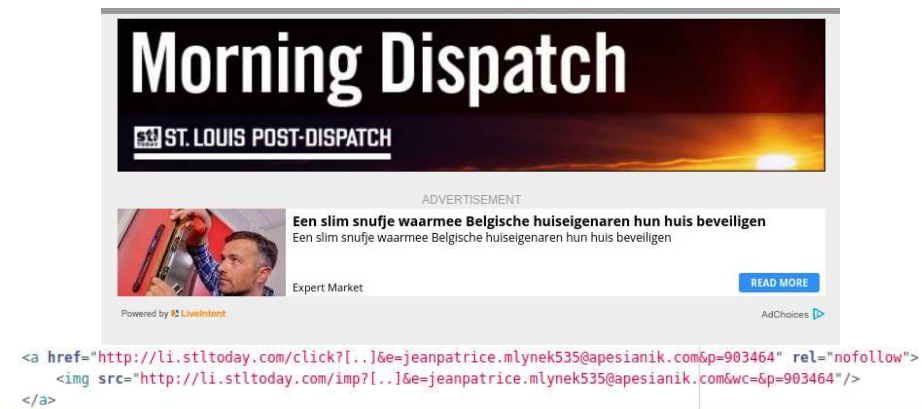 Morning Dispatch
stl TODAY ST. LOUIS POST-DISPATCH
ADVERTISEMENT
Een slim snufje waarmee Belgische huiseigenaren hun huis beveiligen
Een slim snufje waarmee Belgische huiseigenaren hun huis beveiligen
Expert Market
READ MORE
Powered by LiveIntent
AdChoices
<a href="http://li.stltoday.com/click?[..]&e=jeanpatrice.mlynek535@apesianik.com&p=903464" rel="nofollow">
<img src="http://li.stltoday.com/imp?[..]&e=jeanpatrice.mlynek535@apesianik.com&wc=&p=903464"/>
</a>